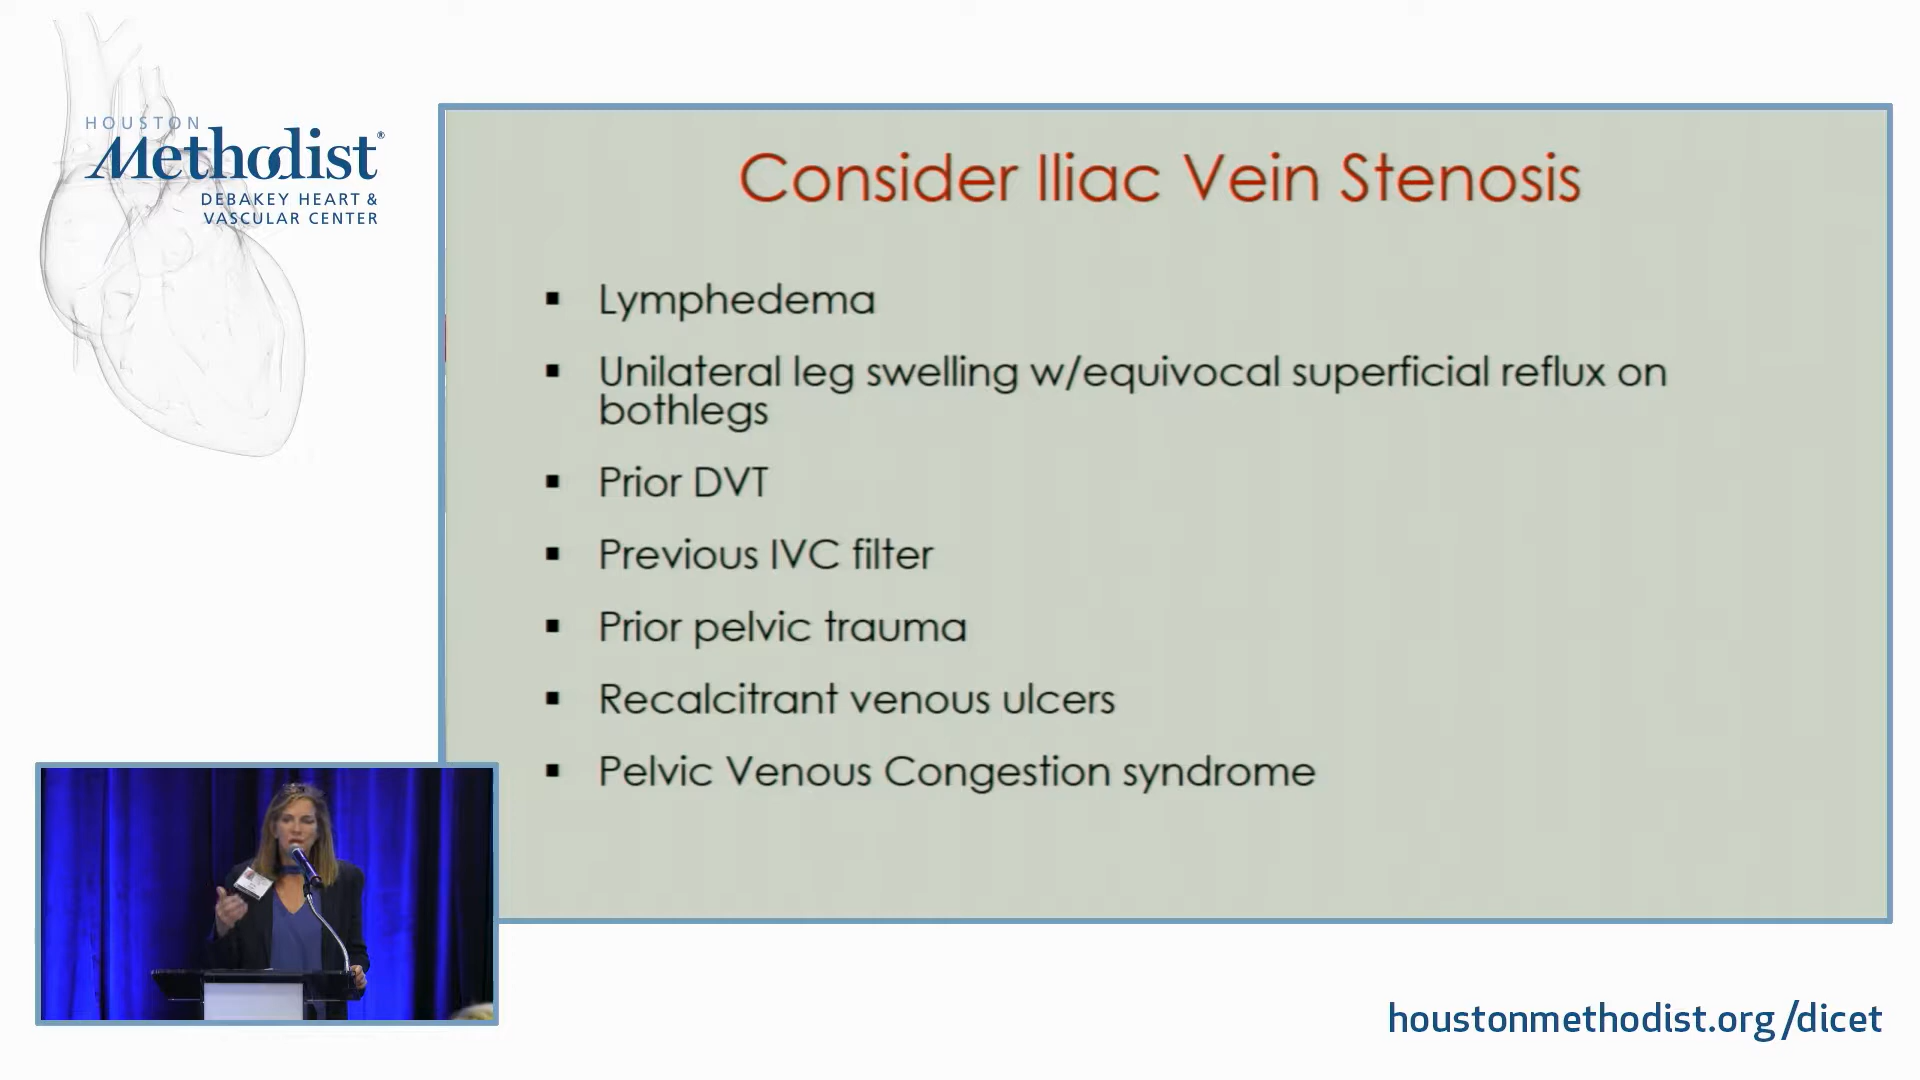 HOUSTON
Methodist®
DEBAKEY HEART &
VASCULAR CENTER
Consider Iliac Vein Stenosis
▪ Lymphedema
▪ Unilateral leg swelling w/equivocal superficial reflux on
bothlegs
▪ Prior DVT
▪ Previous IVC filter
▪ Prior pelvic trauma
▪ Recalcitrant venous ulcers
▪ Pelvic Venous Congestion syndrome
houstonmethodist.org/dicet